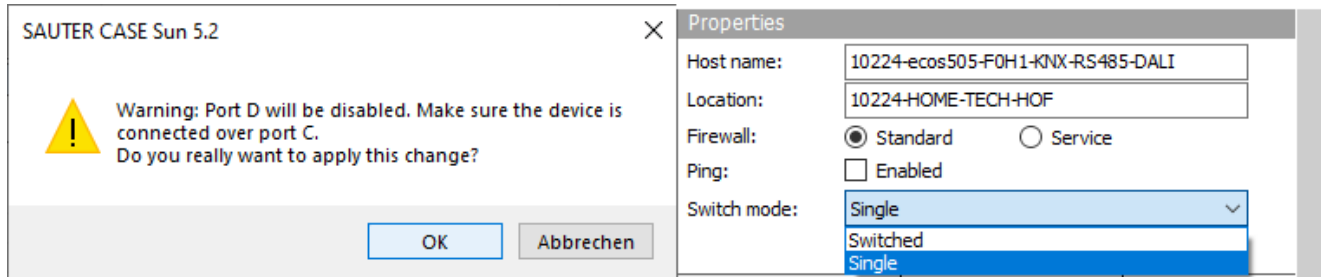 SAUTER CASE Sun 5.2
Warning: Port D will be disabled. Make sure the device is
connected over port C.
Do you really want to apply this change?
OK
Abbrechen
Properties
Host name: 10224-ecos505-F0H1-KNX-RS485-DALI
Location: 10224-HOME-TECH-HOF
Firewall: Standard Service
Ping: Enabled
Switch mode: Single
Switched
Single